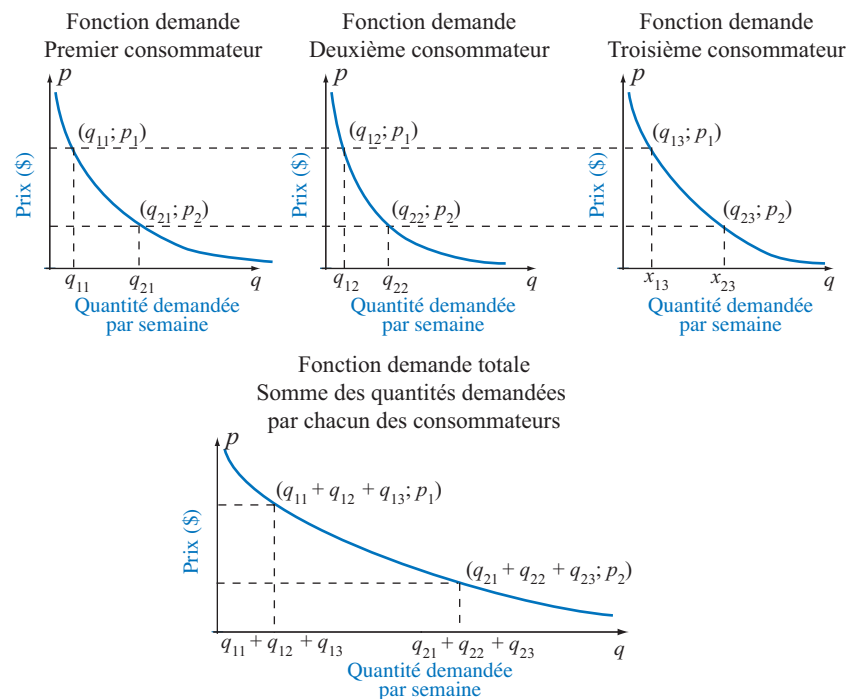 Fonction demande
Premier consommateur
p
(q11; p1)
(q21; p2)
Prix ($)
q11
q21
q
Quantité demandée
par semaine
Fonction demande
Deuxième consommateur
p
(q12; p1)
(q22; p2)
Prix ($)
q12
q22
q
Quantité demandée
par semaine
Fonction demande
Troisième consommateur
p
(q13; p1)
(q23; p2)
Prix ($)
x13
x23
q
Quantité demandée
par semaine
Fonction demande totale
Somme des quantités demandées
par chacun des consommateurs
p
(q11 + q12 + q13; p1)
(q21 + q22 + q23; p2)
Prix ($)
q11 + q12 + q13
q21 + q22 + q23
q
Quantité demandée
par semaine